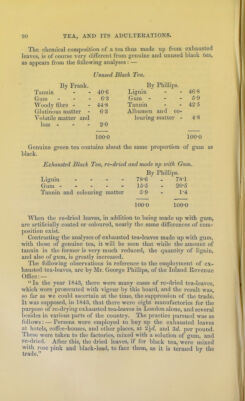 90 TEA, AND ITS ADULTERATIONS.
The chemical composition of a tea thus made up from exhausted
leaves, is of course very different from genuine and unused black tea,
as appears from the following analyses: —
Unused Black Tea.
By Frank.
Tannin - - - 40·6
Gum - - - 6·3
Woody fibre - - 44·8
Glutinous matter - 6·3
Volatile matter and
loss - - - 2·0
100·0
By Phillips.
Lignin - - - 46·8
Gum - - - 5·9
Tannin - - - 42·5
Albumen and co-
louring matter - 4·8
100·0
Genuine green tea contains about the same proportion of gum as
black.
Exhausted Black Tea, re-dried and made up with Gum.
By Phillips.
Lignin - - - - 78·6 - 78·1
Gum - - - - - 15·5 - 20·5
Tannin and colouring matter 5·9 - 1·4
100·0 100·0
When the re-dried leaves, in addition to being made up with gum,
are artificially coated or coloured, nearly the same differences of com-
position exist.
Contrasting the analyses of exhausted tea-leaves made up with gum,
with those of genuine tea, it will be seen that while the amount of
tannin in the former is very much reduced, the quantity of lignin,
and also of gum, is greatly increased.
The following observations in reference to the employment of ex-
hausted tea-leaves, are by Mr. George Phillips, of the Inland Revenue
Office: —
"In the year 1843, there were many cases of re-dried tea-leaves,
which were prosecuted with vigour by this board, and the result was,
so far as we could ascertain at the time, the suppression of the trade.
It was supposed, in 1843, that there were eight manufactories for the
purpose of re-drying exhausted tea-leaves in London alone, and several
besides in various parts of the country. The practice pursued was as
follows: — Persons were employed to buy up the exhausted leaves
at hotels, coffee-houses, and other places, at 2½d. and 3d. per pound.
These were taken to the factories, mixed with a solution of gum, and
re-dried. After this, the dried leaves, if for black tea, were mixed
with rose pink and black-lead, to face them, as it is termed by the
trade."